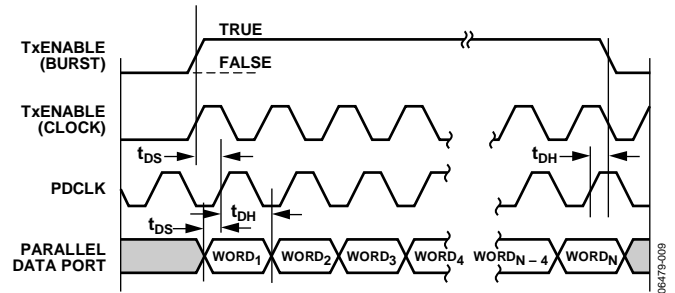 TxENABLE
(BURST)
TRUE
FALSE
TxENABLE
(CLOCK)
tDS
tDH
PDCLK
tDS
tDH
PARALLEL
DATA PORT
WORD1 WORD2 WORD3 WORD4 WORDN – 4 WORDN
06479-009